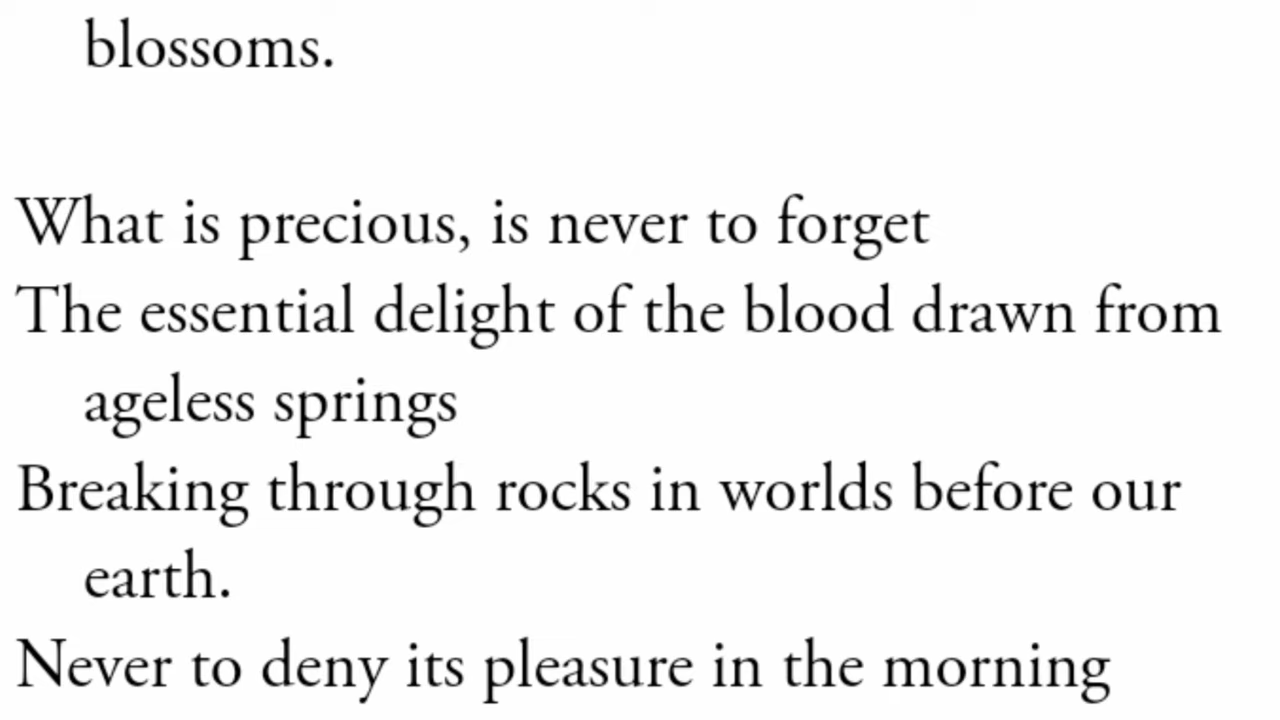 blossoms.
What is precious, is never to forget
The essential delight of the blood drawn from
ageless springs
Breaking through rocks in worlds before our
earth.
Never to deny its pleasure in the morning